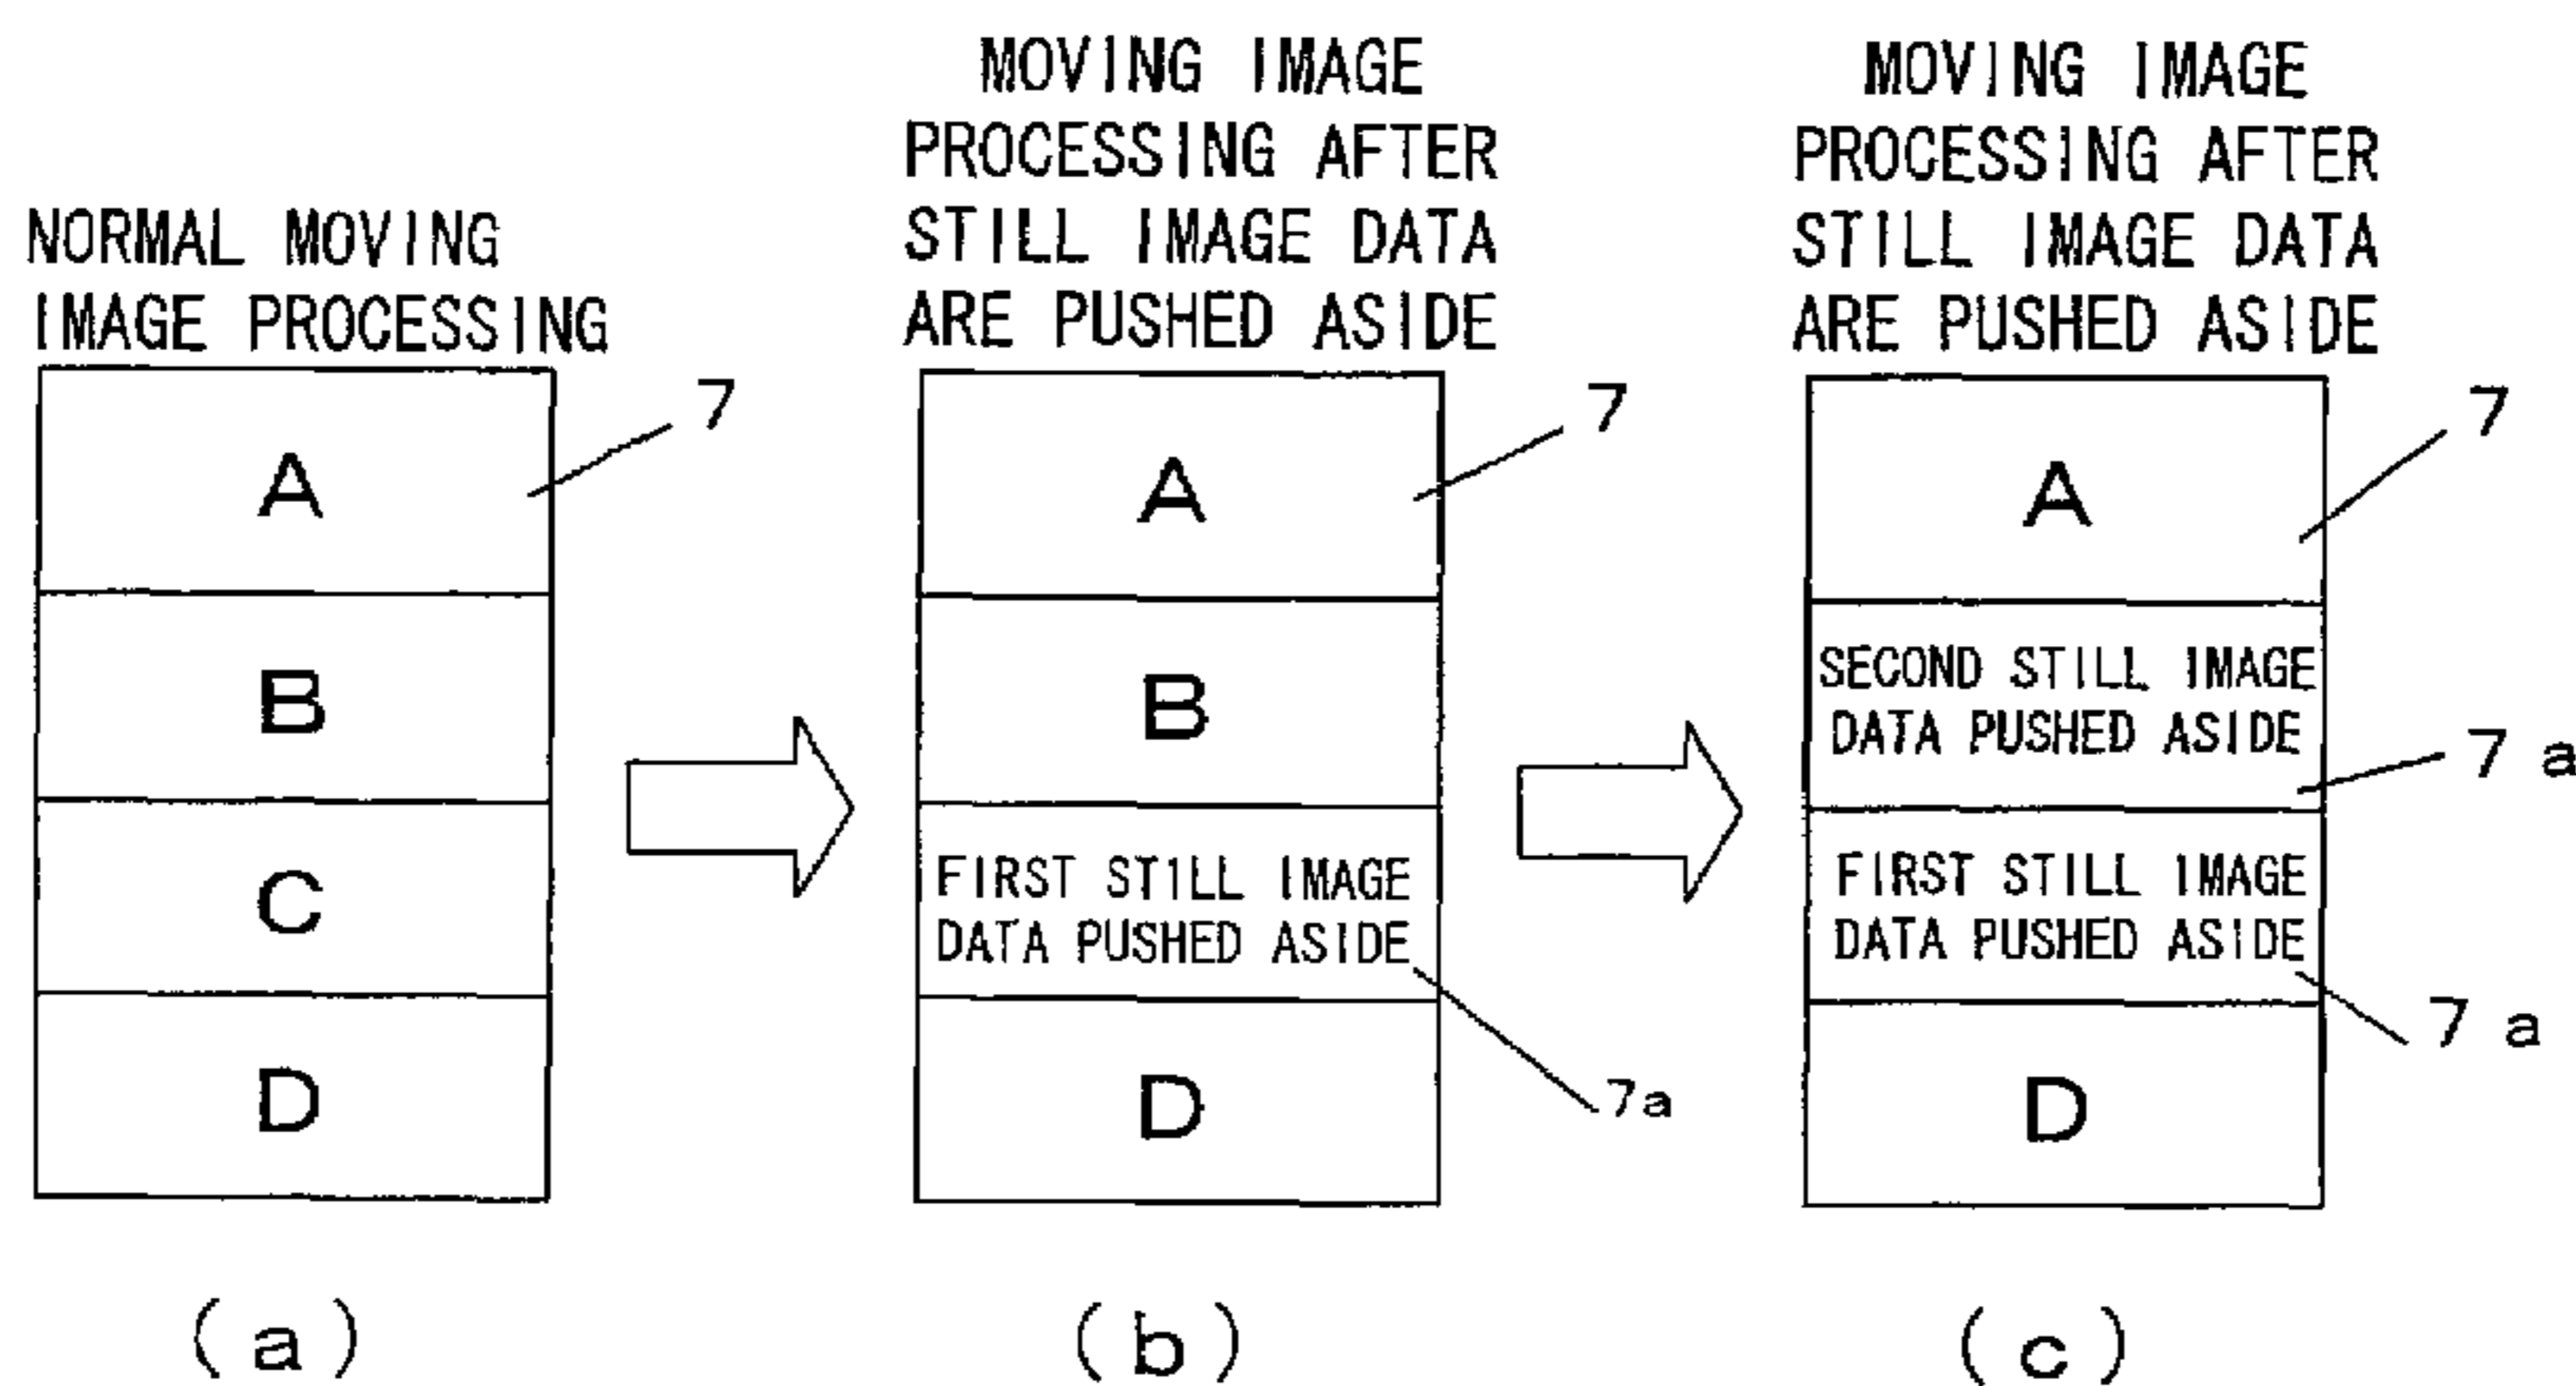 NORMAL MOVING
IMAGE PROCESSING
7
A
B
C
D
(a)
MOVING IMAGE
PROCESSING AFTER
STILL IMAGE DATA
ARE PUSHED ASIDE
7
A
B
FIRST STILL IMAGE
DATA PUSHED ASIDE
7a
D
(b)
MOVING IMAGE
PROCESSING AFTER
STILL IMAGE DATA
ARE PUSHED ASIDE
7
A
SECOND STILL IMAGE
DATA PUSHED ASIDE
7a
FIRST STILL IMAGE
DATA PUSHED ASIDE
7a
D
(c)